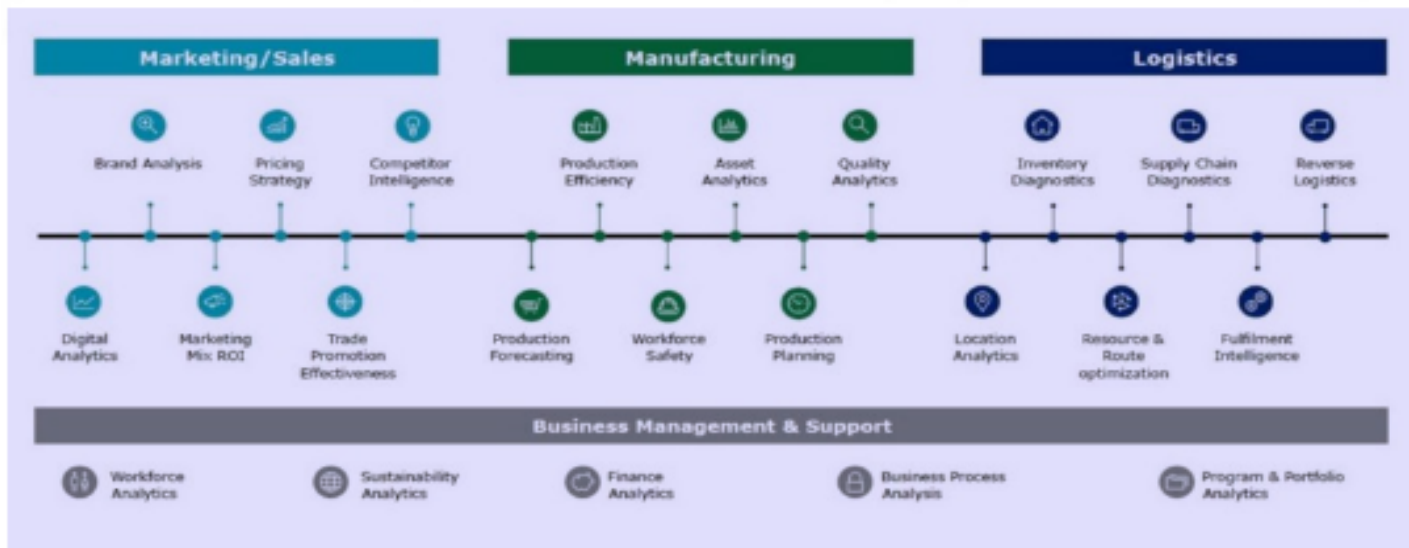 Marketing/Sales
Manufacturing
Logistics
Brand Analysis
Pricing
Strategy
Competitor
Intelligence
Production
Efficiency
Asset
Analytics
Quality
Analytics
Inventory
Diagnostics
Supply Chain
Diagnostics
Reverse
Logistics
Digital
Analytics
Marketing
Mix ROI
Trade
Promotion
Effectiveness
Production
Forecasting
Workforce
Safety
Production
Planning
Location
Analytics
Resource &
Route
optimization
Fulfilment
Intelligence
Business Management & Support
Workforce
Analytics
Sustainability
Analytics
Finance
Analytics
Business Process
Analysis
Program & Portfolio
Analytics